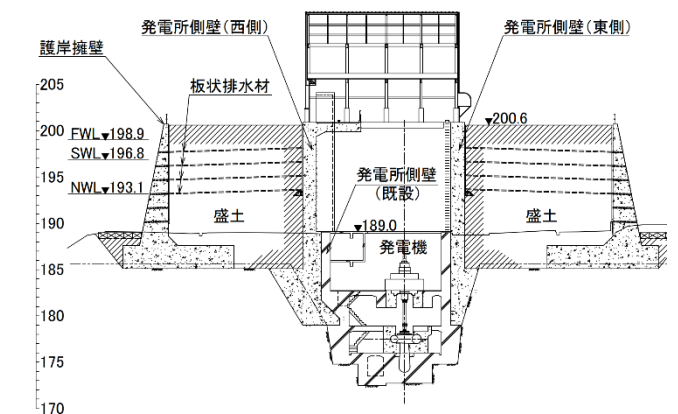 発電所側壁(西側)
発電所側壁(東側)
護岸擁壁
板状排水材
205
200
195
190
185
180
175
170
FWL▼198.9
SWL▼196.8
NWL▼193.1
▼200.6
発電所側壁
(既設)
盛土
▼189.0
盛土
発電機